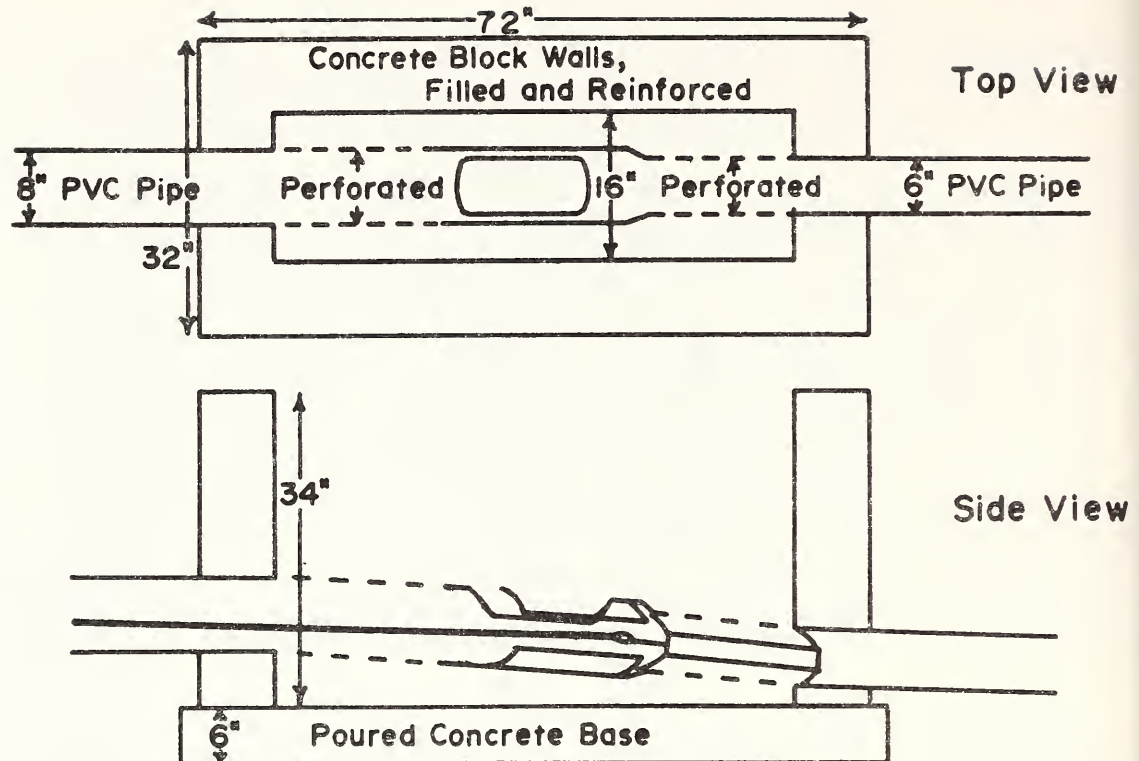 72"
Concrete Block Walls,
Filled and Reinforced
Top View
8" PVC Pipe
Perforated
16"
Perforated
6" PVC Pipe
32"
34"
Side View
6"
Poured Concrete Base